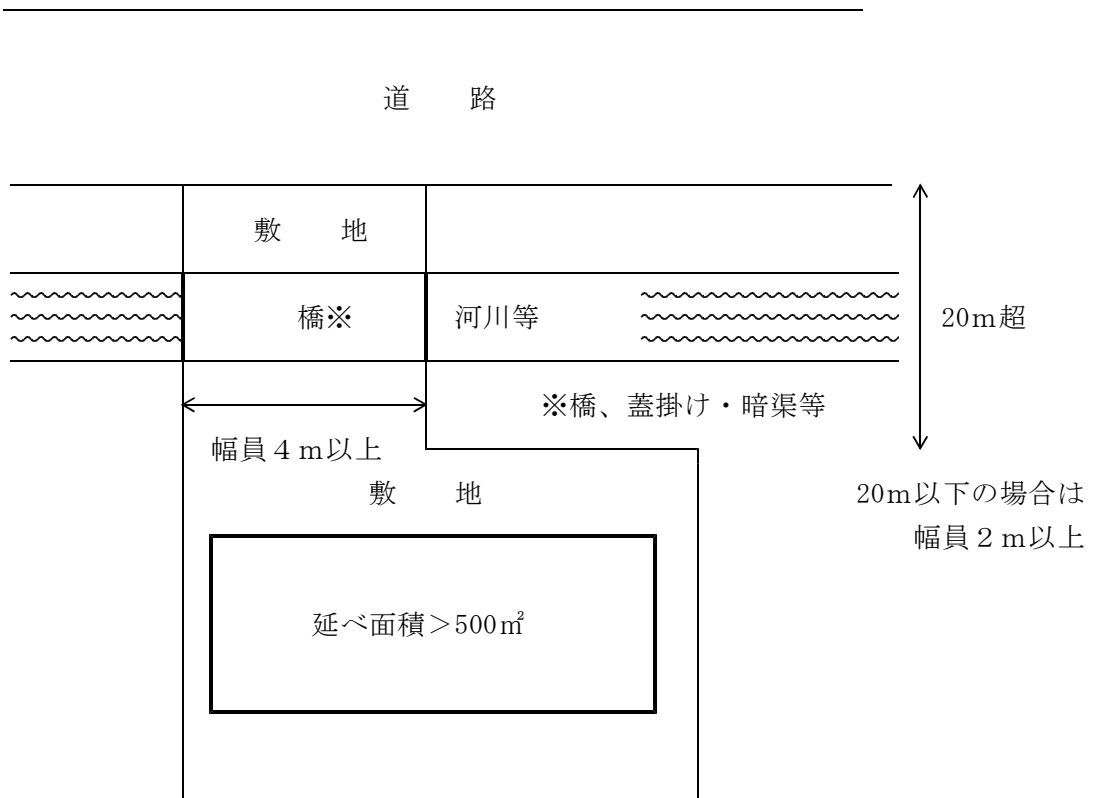 道　　路
敷　　地
橋※
河川等
20m超
※橋、蓋掛け・暗渠等
幅員４m以上
敷　　地
20m以下の場合は
幅員２m以上
延べ面積＞500㎡